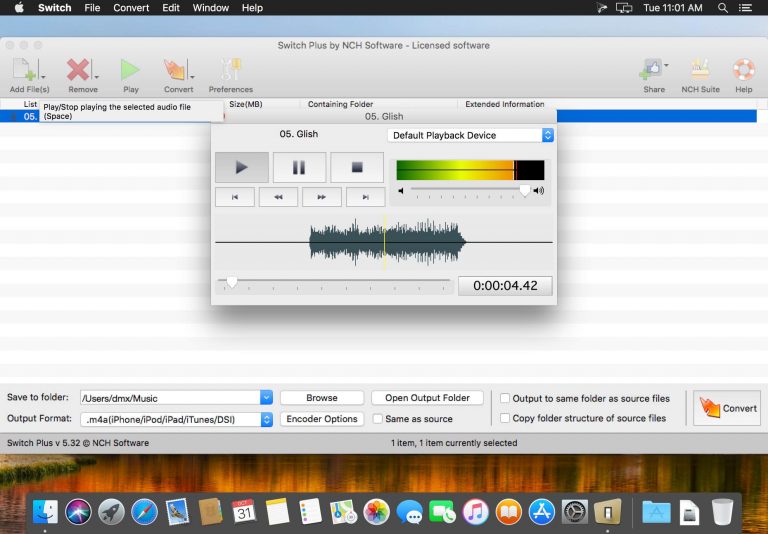 Switch File Convert Edit Window Help Tue 11:01 AM
Switch Plus by NCH Software - Licensed software
Add File(s) Remove Play Convert Preferences Share NCH Suite Help
List Size(MB) Containing Folder Extended Information
Play/Stop playing the selected audio file
(Space)
05.
05. Glish
05. Glish Default Playback Device
0:00:04.42
Save to folder: /Users/dmx/Music Browse Open Output Folder Output to same folder as source files
Convert
Output Format: .m4a(iPhone/iPod/iPad/iTunes/DSI) Encoder Options Same as source Copy folder structure of source files
Switch Plus v 5.32 © NCH Software 1 item, 1 item currently selected
31